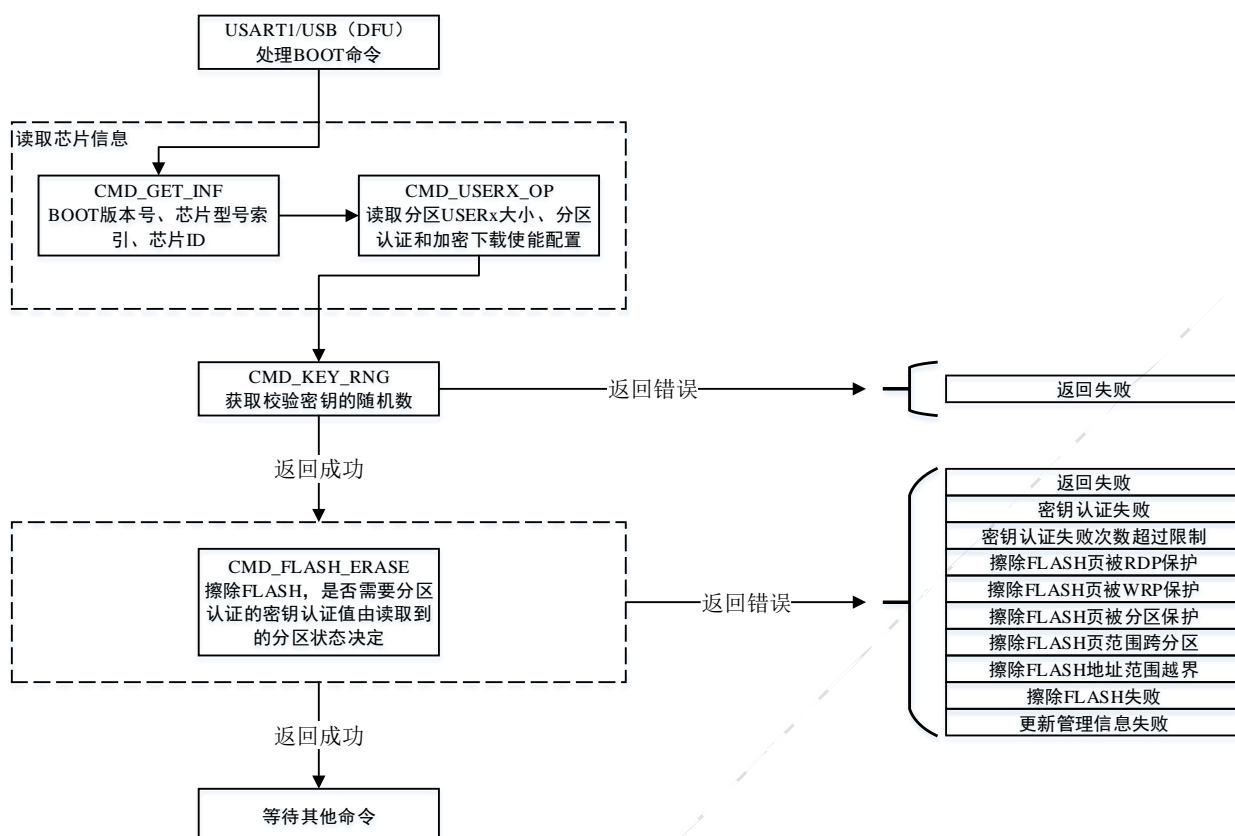 USART1/USB（DFU）
处理BOOT命令
读取芯片信息
CMD_GET_INF
BOOT版本号、芯片型号索
引、芯片ID
CMD_USERX_OP
读取分区USERx大小、分区
认证和加密下载使能配置
CMD_KEY_RNG
获取校验密钥的随机数
返回错误
返回失败
返回成功
CMD_FLASH_ERASE
擦除FLASH，是否需要分区
认证的密钥认证值由读取到
的分区状态决定
返回错误
返回失败
密钥认证失败
密钥认证失败次数超过限制
擦除FLASH页被RDP保护
擦除FLASH页被WRP保护
擦除FLASH页被分区保护
擦除FLASH页范围跨分区
擦除FLASH地址范围越界
擦除FLASH失败
更新管理信息失败
返回成功
等待其他命令